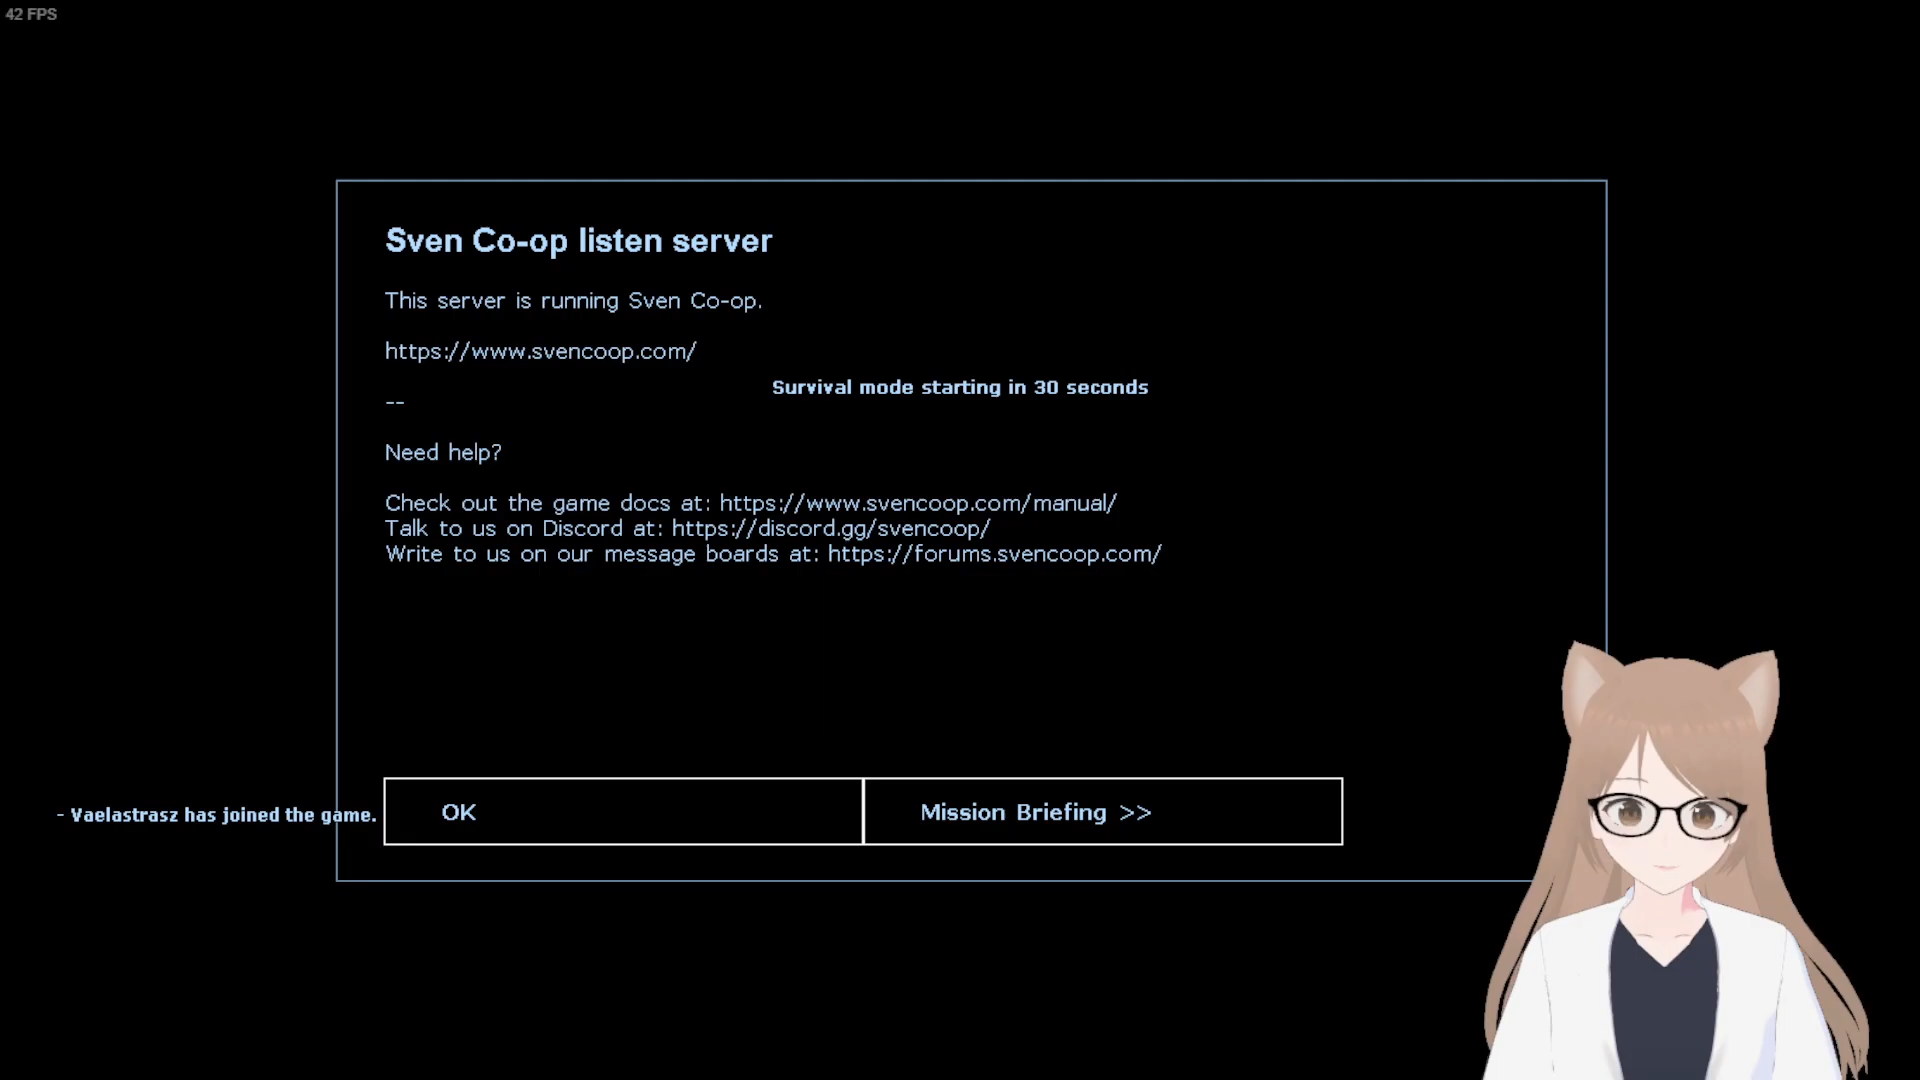 42 FPS
Sven Co-op listen server
This server is running Sven Co-op.
https://www.svencoop.com/
Survival mode starting in 30 seconds
--
Need help?
Check out the game docs at: https://www.svencoop.com/manual/
Talk to us on Discord at: https://discord.gg/svencoop/
Write to us on our message boards at: https://forums.svencoop.com/
- Vaelastrasz has joined the game.
OK
Mission Briefing >>